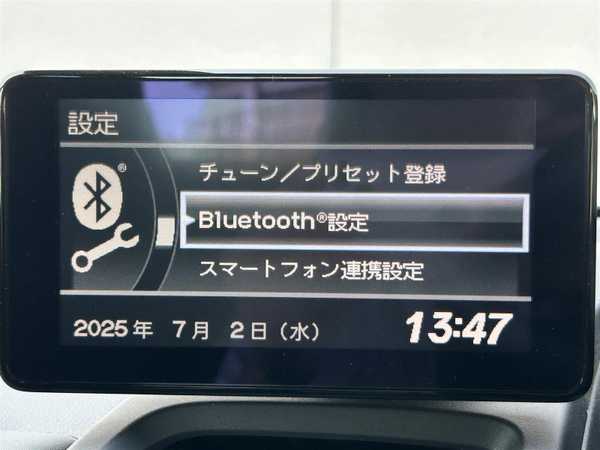 設定
®
チューン／プリセット登録
Bluetooth®設定
スマートフォン連携設定
2025年 7月 2日（水） 13:47